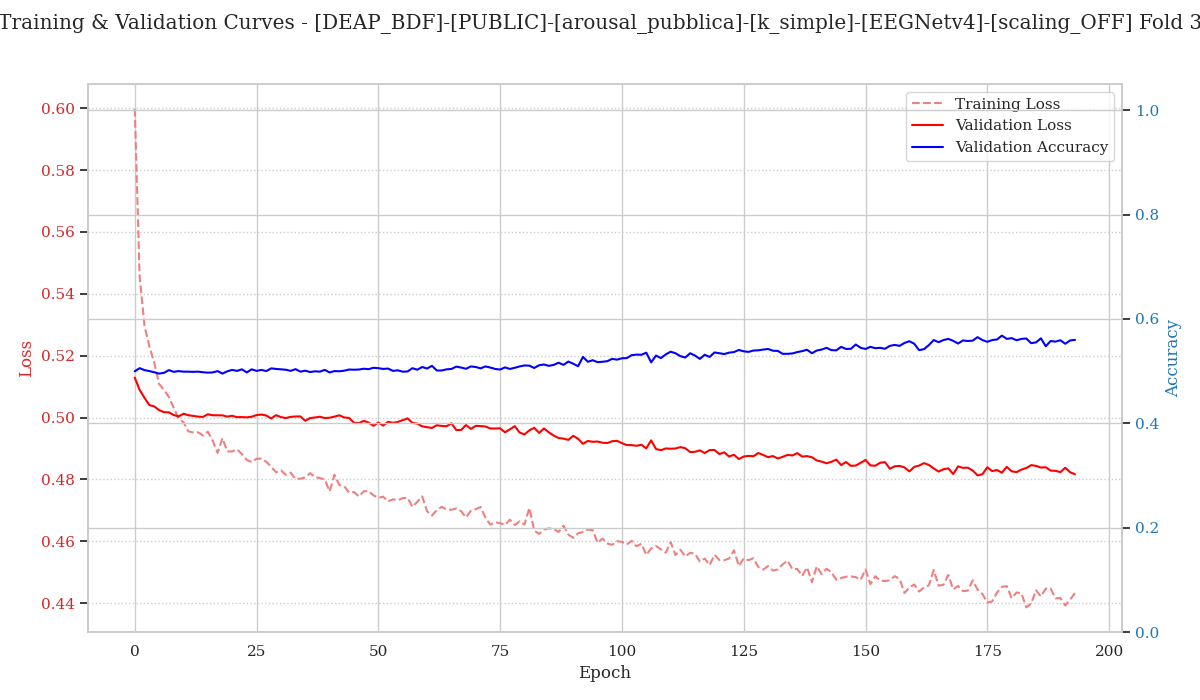 Training & Validation Curves - [DEAP_BDF]-[PUBLIC]-[arousal_pubblica]-[k_simple]-[EEGNetv4]-[scaling_OFF] Fold 3
Training Loss
Validation Loss
Validation Accuracy
0.60
0.58
0.56
0.54
0.52
0.50
0.48
0.46
0.44
Loss
1.0
0.8
0.6
0.4
0.2
0.0
Accuracy
0 25 50 75 100 125 150 175 200
Epoch